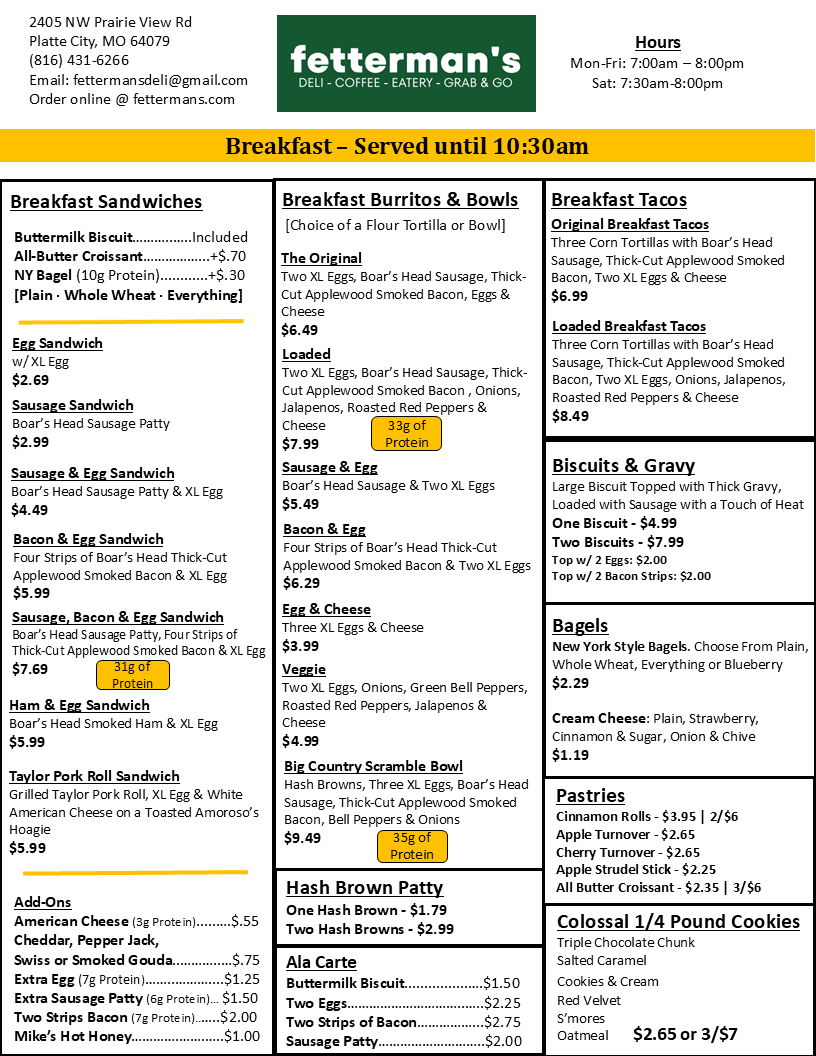 2405 NW Prairie View Rd
Platte City, MO 64079
(816) 431-6266
Email: fettermansdeli@gmail.com
Order online @ fettermans.com
fetterman's
DELI - COFFEE - EATERY - GRAB & GO
Hours
Mon-Fri: 7:00am – 8:00pm
Sat: 7:30am-8:00pm
Breakfast – Served until 10:30am
Breakfast Sandwiches
Buttermilk Biscuit...............Included
All-Butter Croissant.................+$.70
NY Bagel (10g Protein)............+$.30
[Plain · Whole Wheat · Everything]
Egg Sandwich
w/ XL Egg
$2.69
Sausage Sandwich
Boar's Head Sausage Patty
$2.99
Sausage & Egg Sandwich
Boar's Head Sausage Patty & XL Egg
$4.49
Bacon & Egg Sandwich
Four Strips of Boar's Head Thick-Cut
Applewood Smoked Bacon & XL Egg
$5.99
Sausage, Bacon & Egg Sandwich
Boar's Head Sausage Patty, Four Strips of
Thick-Cut Applewood Smoked Bacon & XL Egg
$7.69
31g of
Protein
Ham & Egg Sandwich
Boar's Head Smoked Ham & XL Egg
$5.99
Taylor Pork Roll Sandwich
Grilled Taylor Pork Roll, XL Egg & White
American Cheese on a Toasted Amoroso's
Hoagie
$5.99
Add-Ons
American Cheese (3g Protein).........$.55
Cheddar, Pepper Jack,
Swiss or Smoked Gouda...............$.75
Extra Egg (7g Protein)....................$1.25
Extra Sausage Patty (6g Protein)... $1.50
Two Strips Bacon (7g Protein).......$2.00
Mike's Hot Honey.......................$1.00
Breakfast Burritos & Bowls
[Choice of a Flour Tortilla or Bowl]
The Original
Two XL Eggs, Boar's Head Sausage, Thick-
Cut Applewood Smoked Bacon, Eggs &
Cheese
$6.49
Loaded
Two XL Eggs, Boar's Head Sausage, Thick-
Cut Applewood Smoked Bacon , Onions,
Jalapenos, Roasted Red Peppers &
Cheese
$7.99
33g of
Protein
Sausage & Egg
Boar's Head Sausage & Two XL Eggs
$5.49
Bacon & Egg
Four Strips of Boar's Head Thick-Cut
Applewood Smoked Bacon & Two XL Eggs
$6.29
Egg & Cheese
Three XL Eggs & Cheese
$3.99
Veggie
Two XL Eggs, Onions, Green Bell Peppers,
Roasted Red Peppers, Jalapenos &
Cheese
$4.99
Big Country Scramble Bowl
Hash Browns, Three XL Eggs, Boar's Head
Sausage, Thick-Cut Applewood Smoked
Bacon, Bell Peppers & Onions
$9.49
35g of
Protein
Hash Brown Patty
One Hash Brown - $1.79
Two Hash Browns - $2.99
Ala Carte
Buttermilk Biscuit....................$1.50
Two Eggs...................................$2.25
Two Strips of Bacon.................$2.75
Sausage Patty...........................$2.00
Breakfast Tacos
Original Breakfast Tacos
Three Corn Tortillas with Boar's Head
Sausage, Thick-Cut Applewood Smoked
Bacon, Two XL Eggs & Cheese
$6.99
Loaded Breakfast Tacos
Three Corn Tortillas with Boar's Head
Sausage, Thick-Cut Applewood Smoked
Bacon, Two XL Eggs, Onions, Jalapenos,
Roasted Red Peppers & Cheese
$8.49
Biscuits & Gravy
Large Biscuit Topped with Thick Gravy,
Loaded with Sausage with a Touch of Heat
One Biscuit - $4.99
Two Biscuits - $7.99
Top w/ 2 Eggs: $2.00
Top w/ 2 Bacon Strips: $2.00
Bagels
New York Style Bagels. Choose From Plain,
Whole Wheat, Everything or Blueberry
$2.29
Cream Cheese: Plain, Strawberry,
Cinnamon & Sugar, Onion & Chive
$1.19
Pastries
Cinnamon Rolls - $3.95 | 2/$6
Apple Turnover - $2.65
Cherry Turnover - $2.65
Apple Strudel Stick - $2.25
All Butter Croissant - $2.35 | 3/$6
Colossal 1/4 Pound Cookies
Triple Chocolate Chunk
Salted Caramel
Cookies & Cream
Red Velvet
S'mores
Oatmeal $2.65 or 3/$7